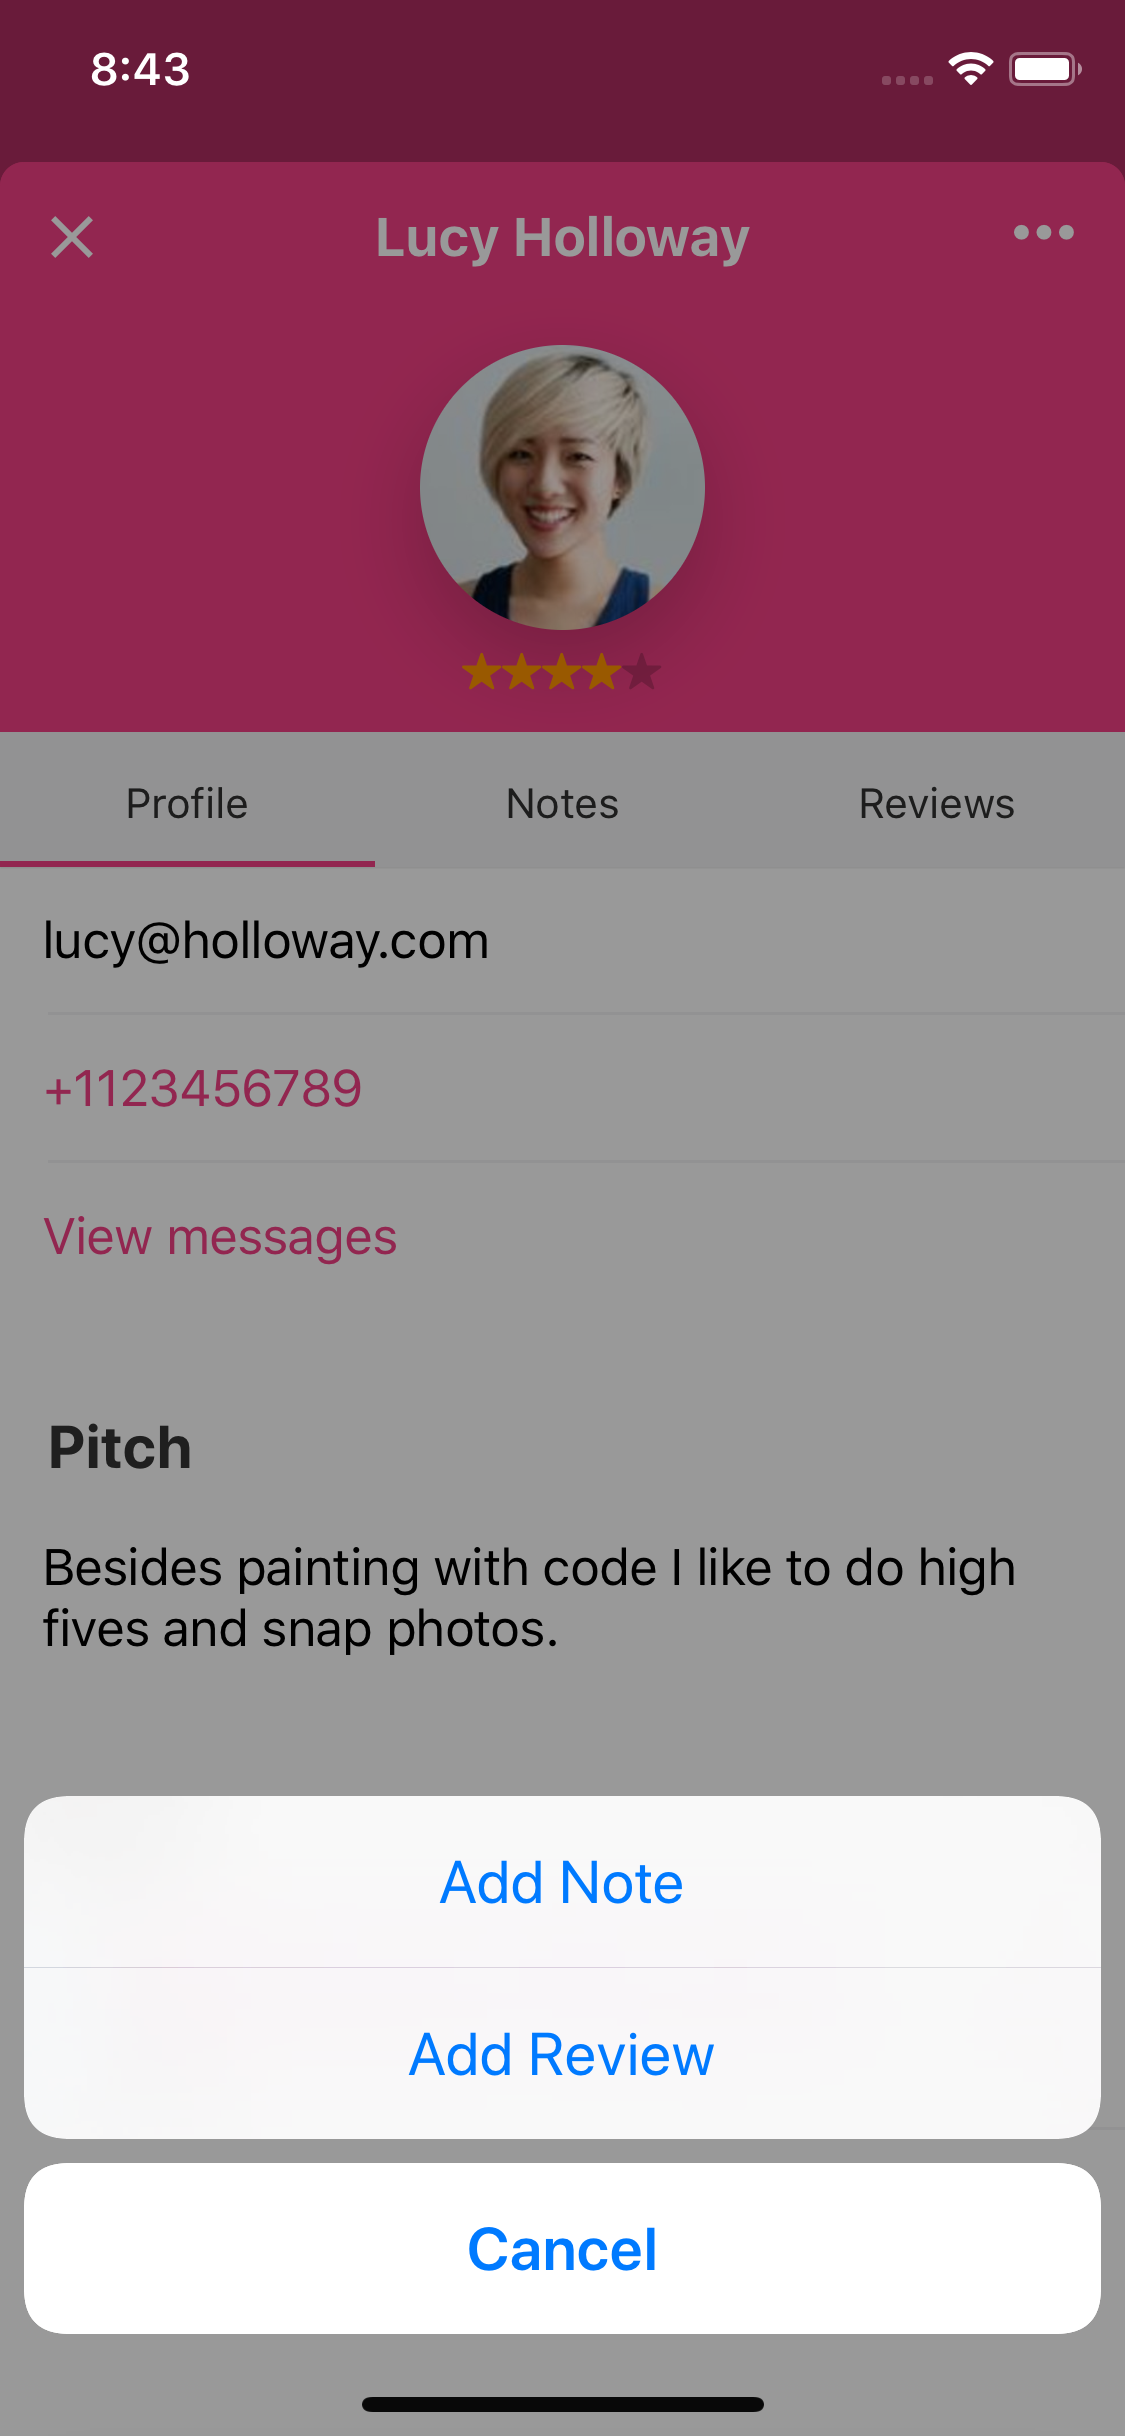 8:43
Lucy Holloway
Profile
Notes
Reviews
lucy@holloway.com
+1123456789
View messages
Pitch
Besides painting with code I like to do high
fives and snap photos.
Add Note
Add Review
Cancel